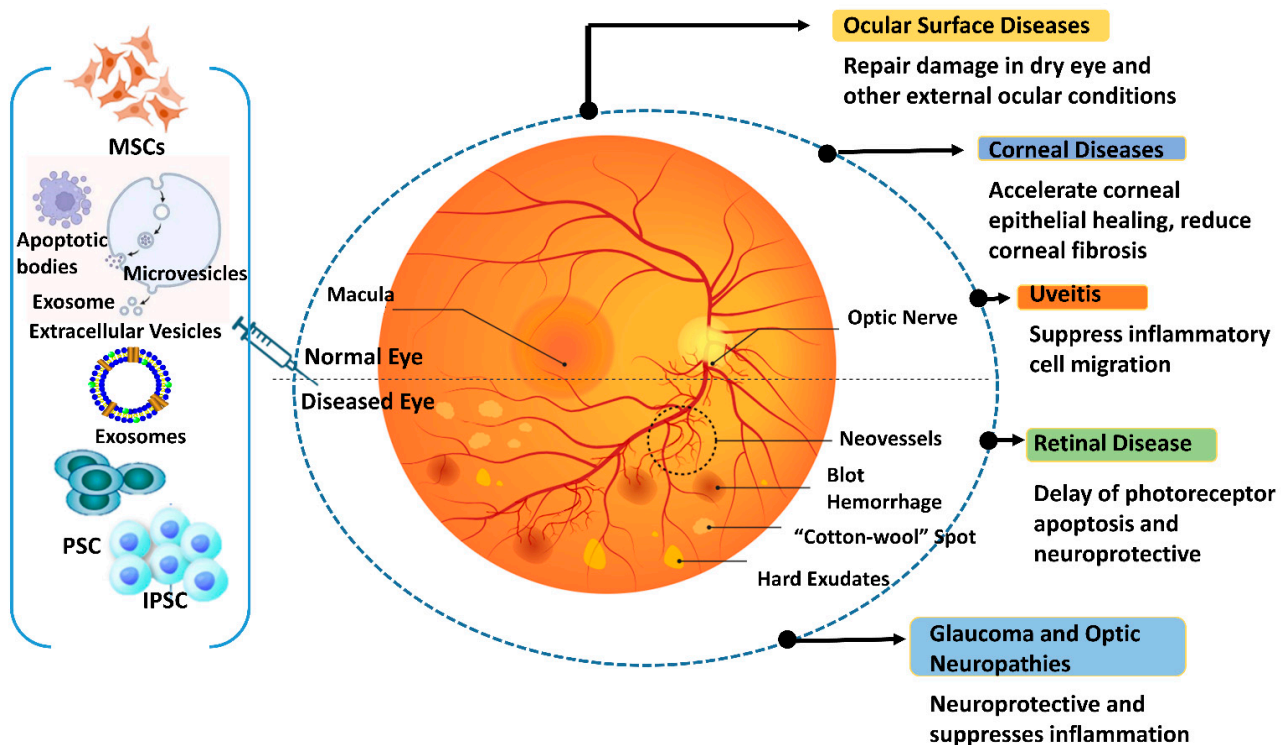 MSCs
Apoptotic
bodies
Microvesicles
Exosome
Extracellular Vesicles
Exosomes
PSC
IPSC
Normal Eye
Diseased Eye
Macula
Optic Nerve
Neovessels
Blot
Hemorrhage
“Cotton-wool” Spot
Hard Exudates
Ocular Surface Diseases
Repair damage in dry eye and
other external ocular conditions
Corneal Diseases
Accelerate corneal
epithelial healing, reduce
corneal fibrosis
Uveitis
Suppress inflammatory
cell migration
Retinal Disease
Delay of photoreceptor
apoptosis and
neuroprotective
Glaucoma and Optic
Neuropathies
Neuroprotective and
suppresses inflammation